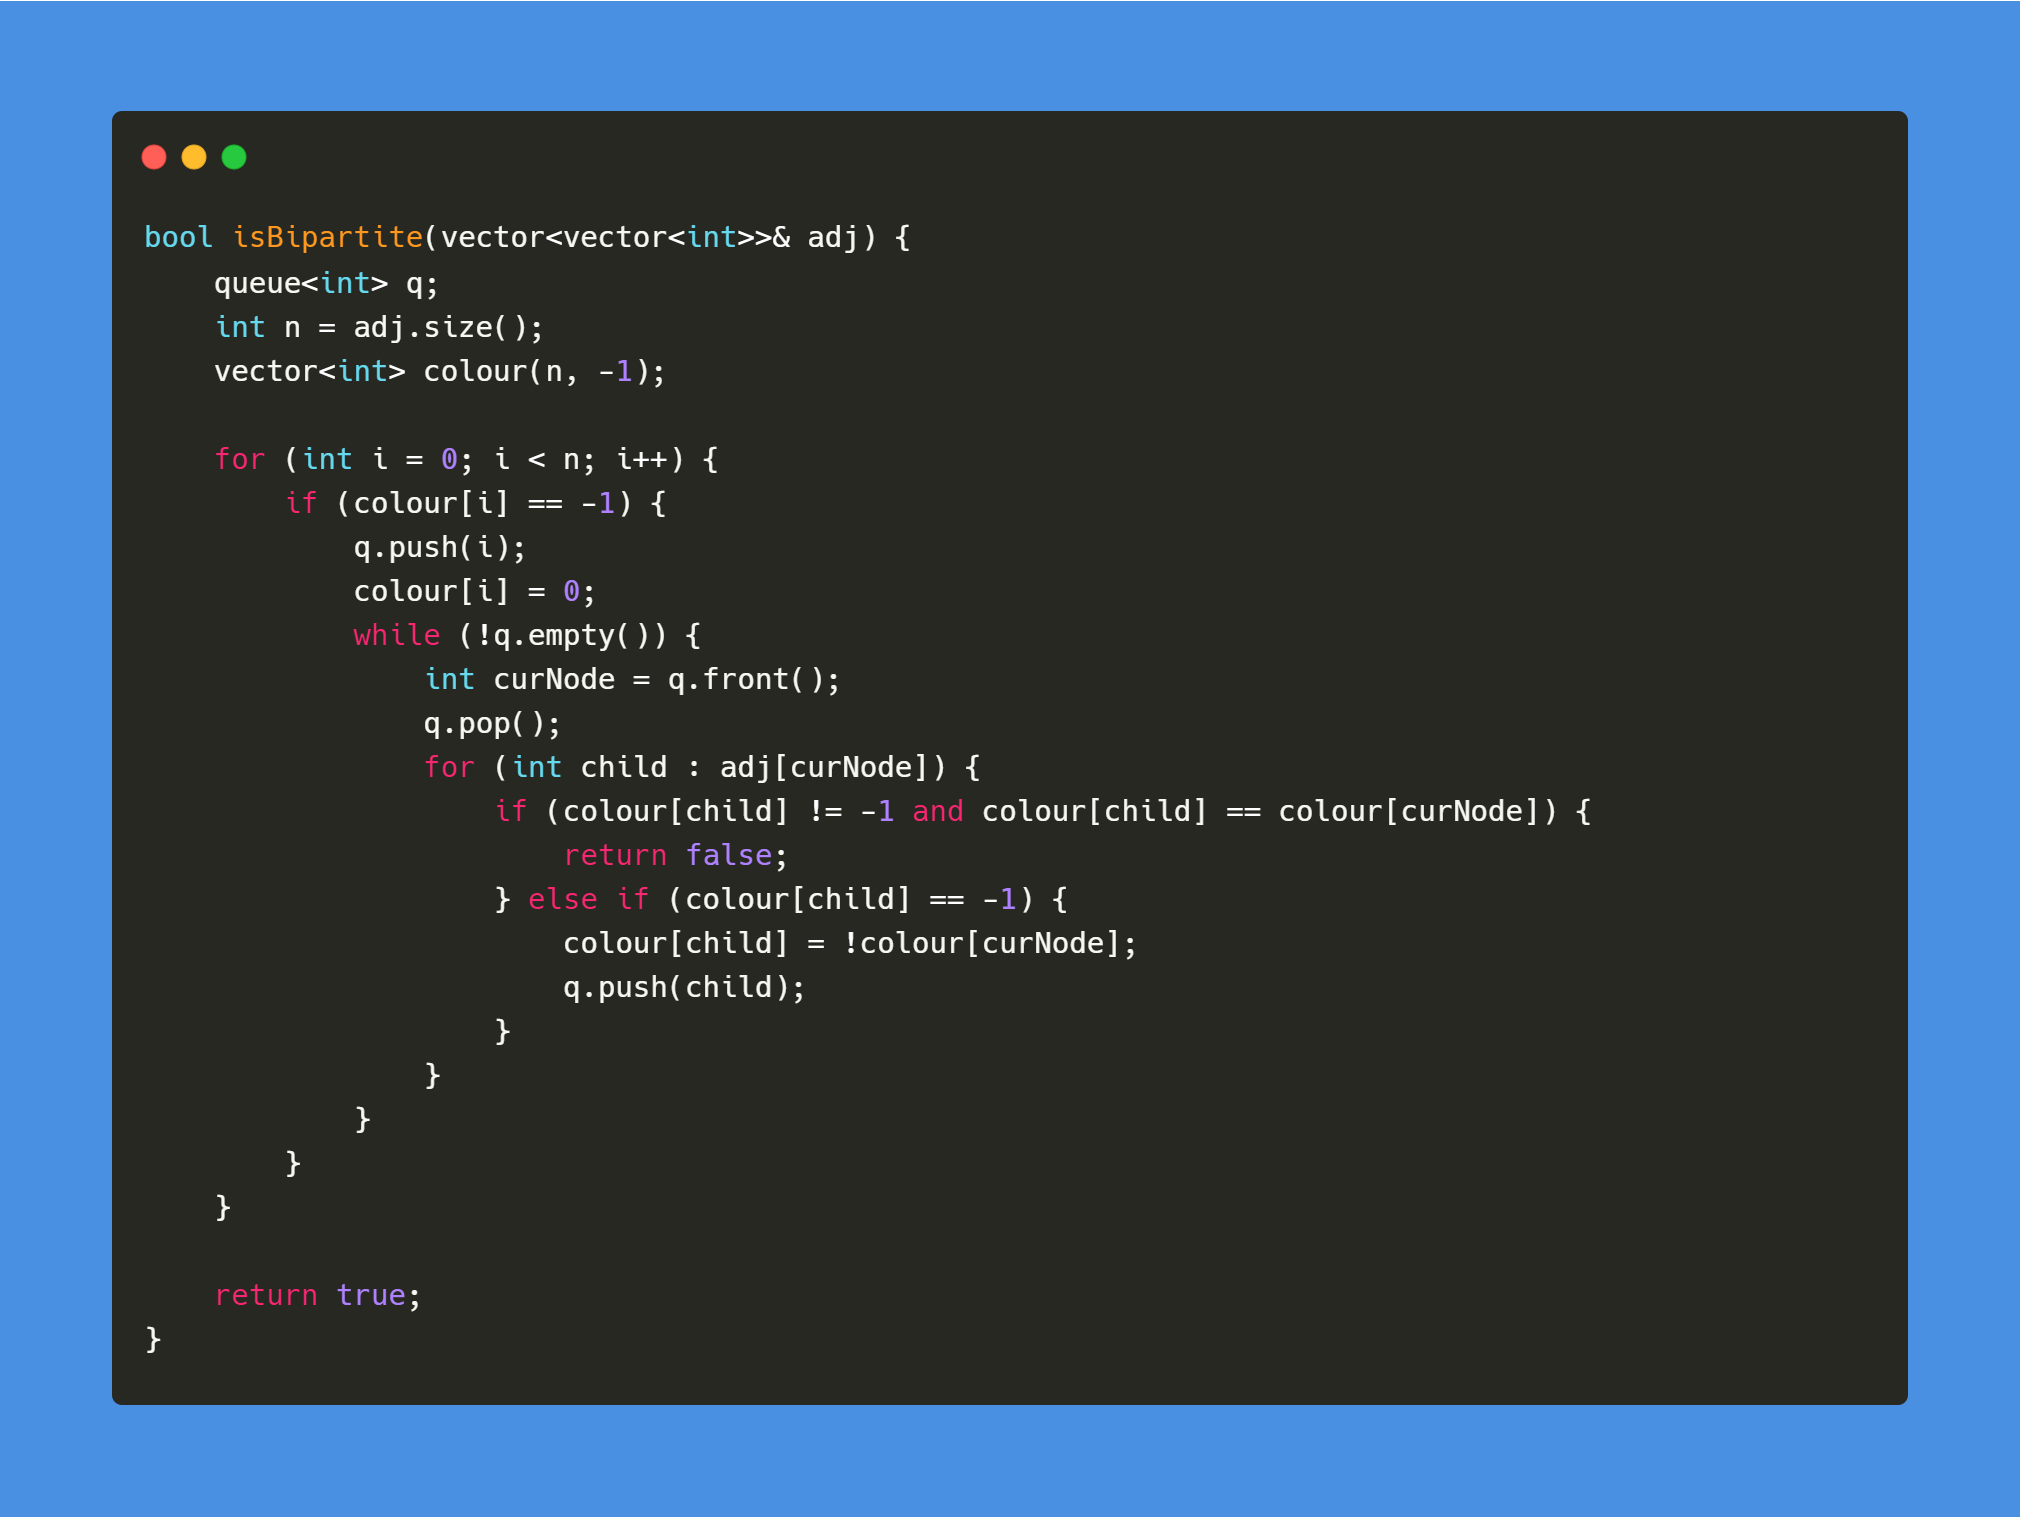 bool isBipartite(vector<vector<int>>& adj) {
    queue<int> q;
    int n = adj.size();
    vector<int> colour(n, -1);

    for (int i = 0; i < n; i++) {
        if (colour[i] == -1) {
            q.push(i);
            colour[i] = 0;
            while (!q.empty()) {
                int curNode = q.front();
                q.pop();
                for (int child : adj[curNode]) {
                    if (colour[child] != -1 and colour[child] == colour[curNode]) {
                        return false;
                    } else if (colour[child] == -1) {
                        colour[child] = !colour[curNode];
                        q.push(child);
                    }
                }
            }
        }
    }

    return true;
}